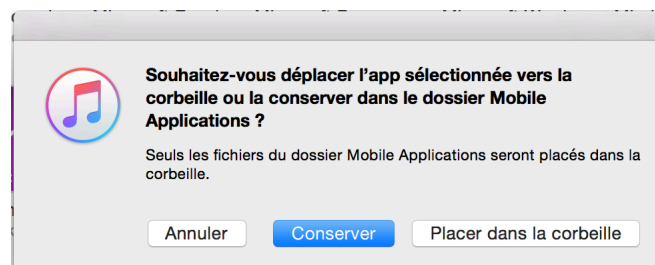 Souhaitez-vous déplacer l'app sélectionnée vers la
corbeille ou la conserver dans le dossier Mobile
Applications ?
Seuls les fichiers du dossier Mobile Applications seront placés dans la
corbeille.
Annuler
Conserver
Placer dans la corbeille